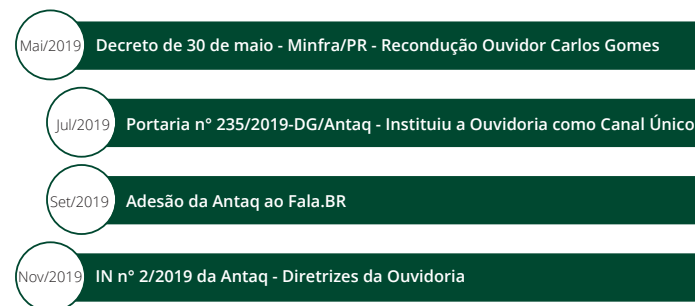 Mai/2019 Decreto de 30 de maio - Minfra/PR - Recondução Ouvidor Carlos Gomes
Jul/2019 Portaria n° 235/2019-DG/Antaq - Instituiu a Ouvidoria como Canal Único
Set/2019 Adesão da Antaq ao Fala.BR
Nov/2019 IN n° 2/2019 da Antaq - Diretrizes da Ouvidoria